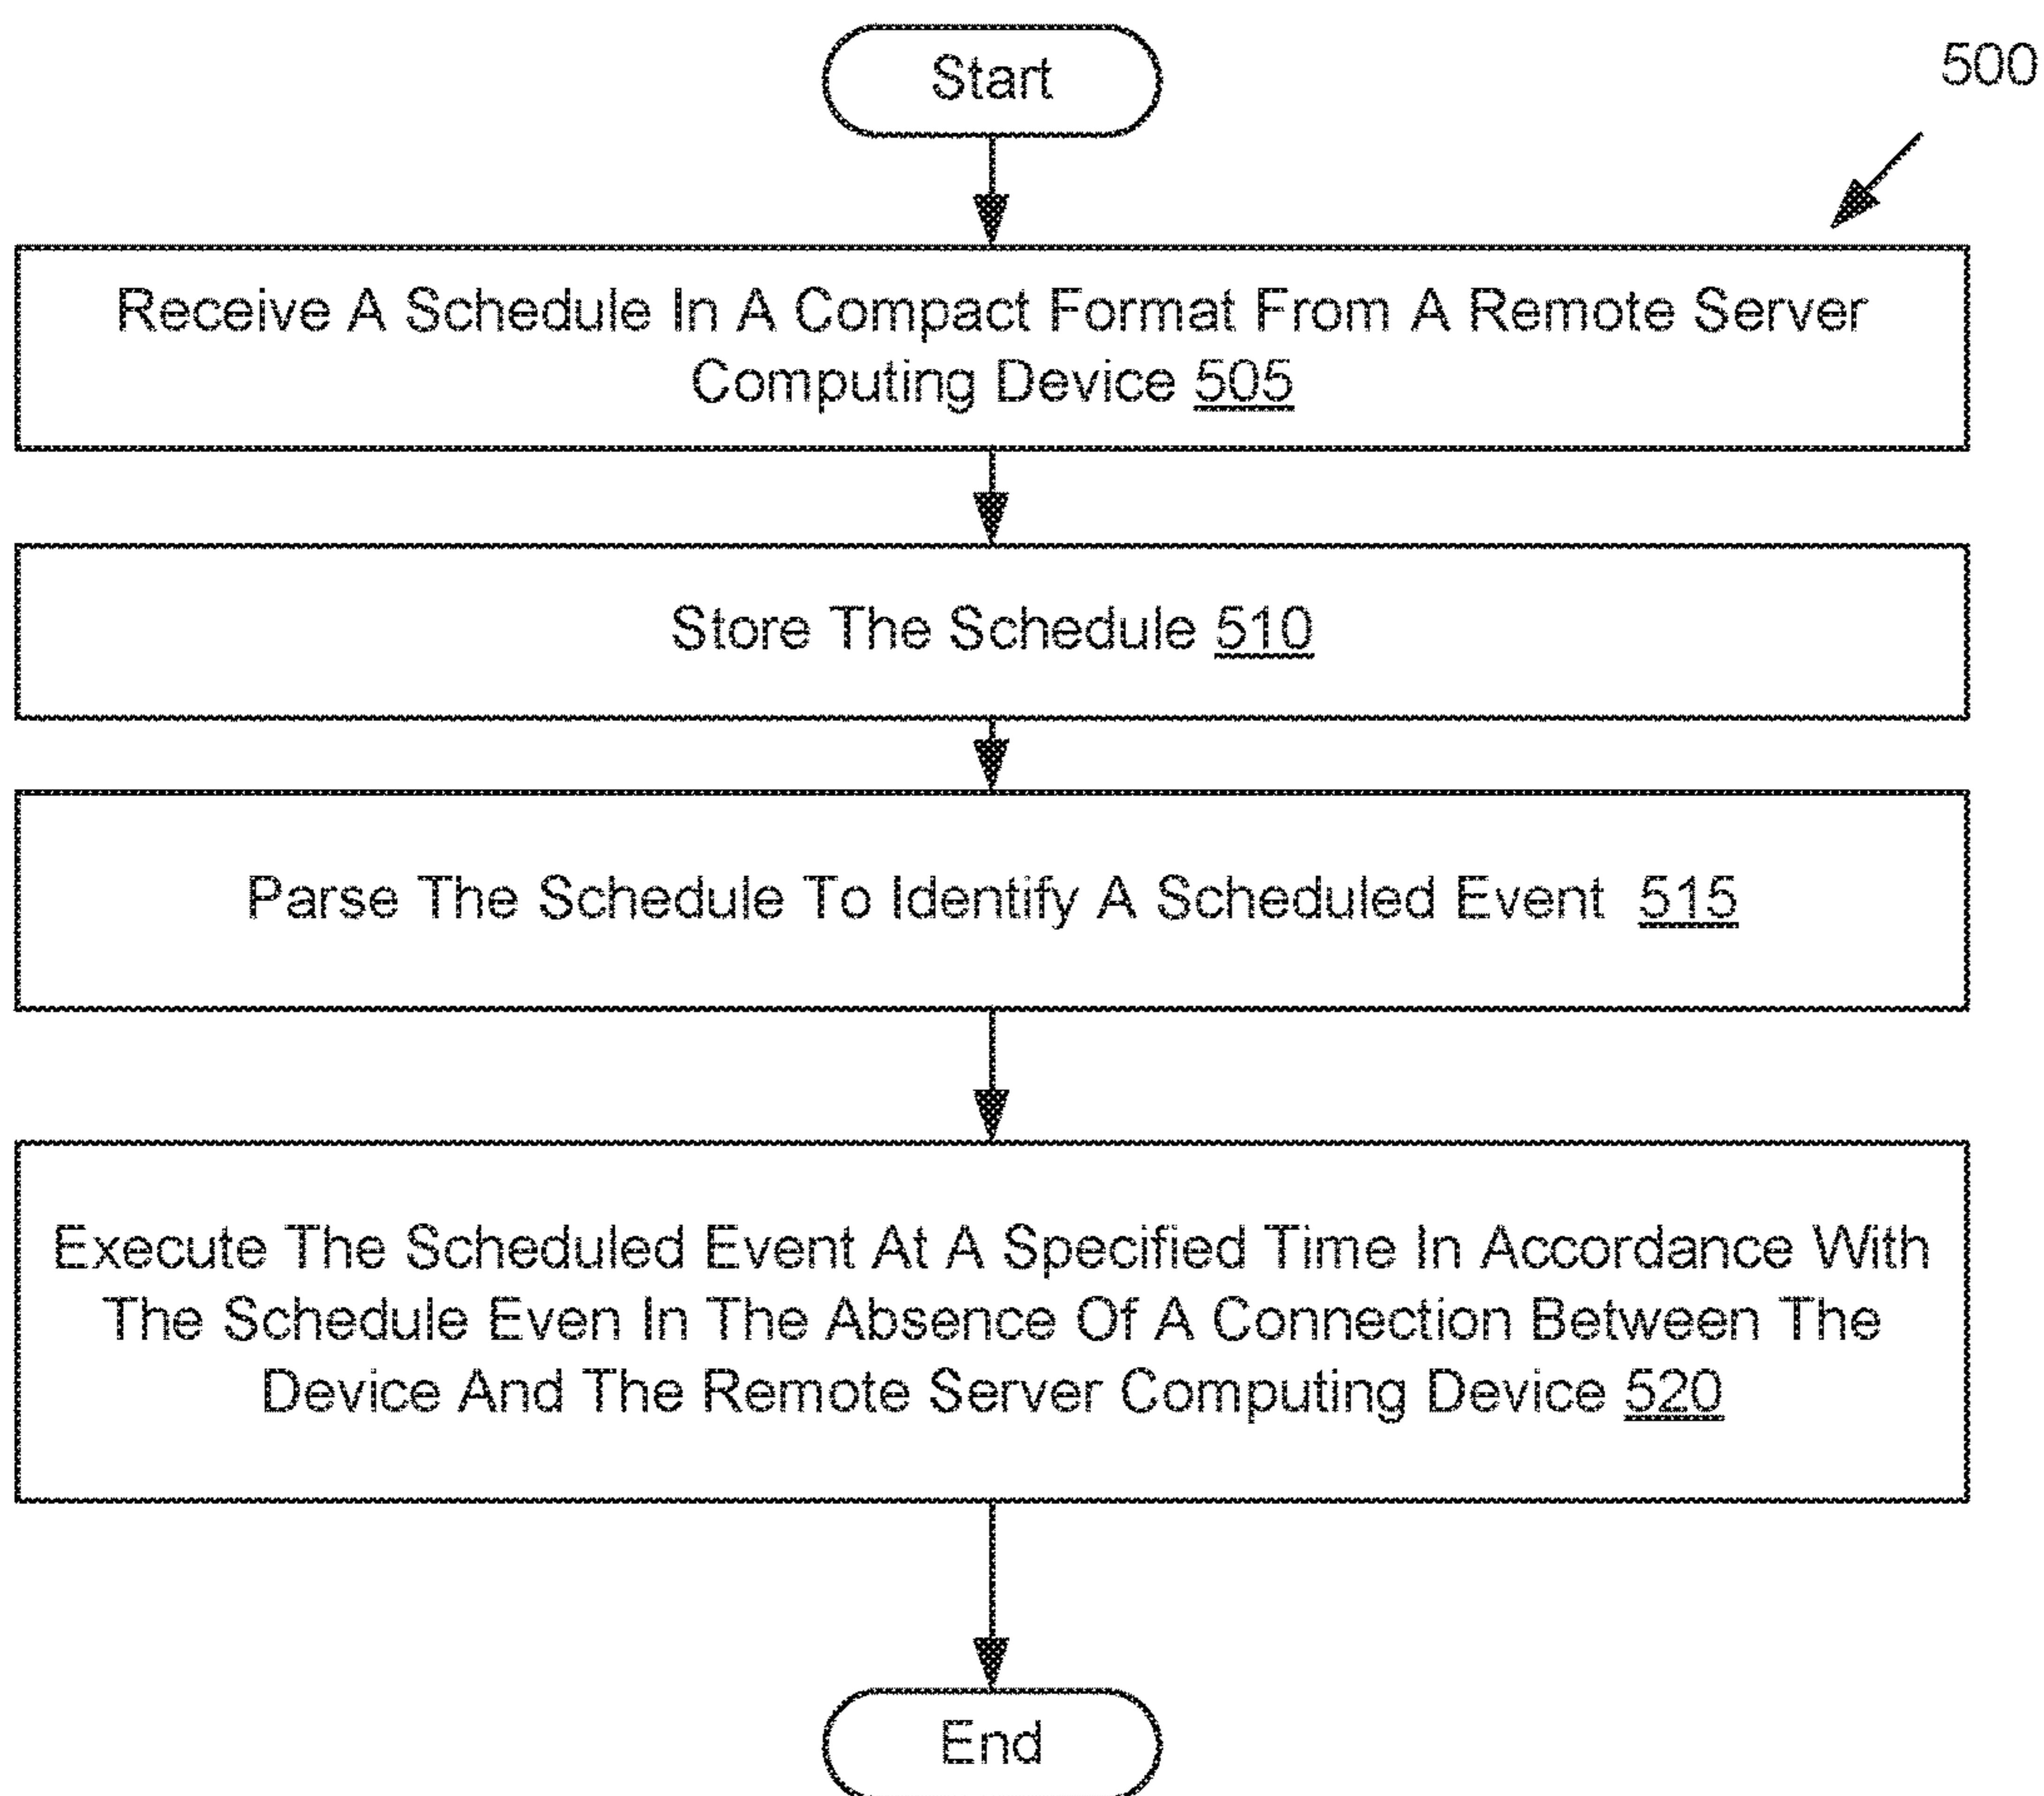 Start
500
Receive A Schedule In A Compact Format From A Remote Server
Computing Device 505
Store The Schedule 510
Parse The Schedule To Identify A Scheduled Event 515
Execute The Scheduled Event At A Specified Time In Accordance With
The Schedule Even In The Absence Of A Connection Between The
Device And The Remote Server Computing Device 520
End